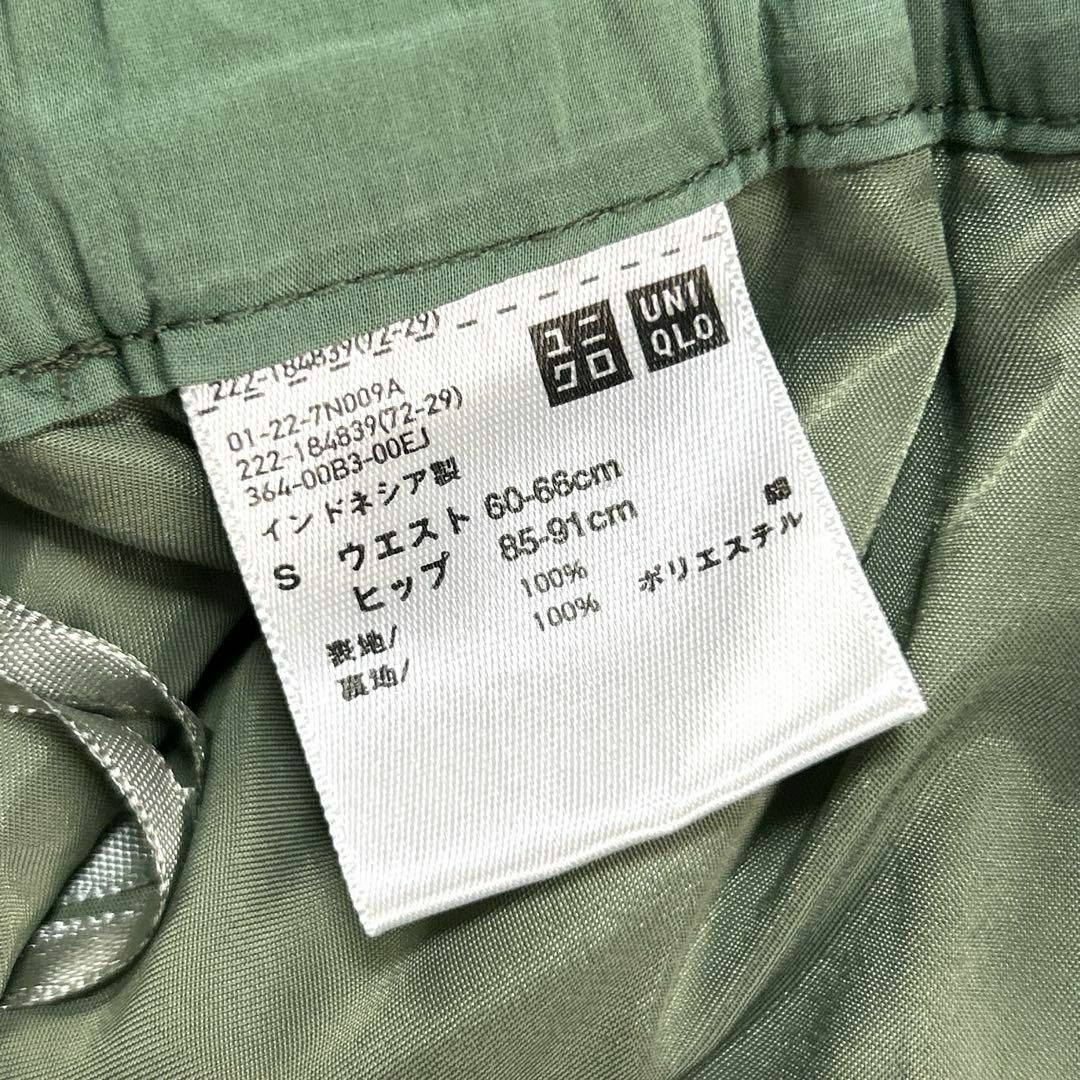 ユニ
クロ
UNI
QLO
222-184839(72-29)
01-22-7N009A
222-184839(72-29)
364-00B3-00EJ
インドネシア製
S ウエスト 60-66cm
ヒップ 85-91cm
表地/ 100%
裏地/ 100% ポリエステル